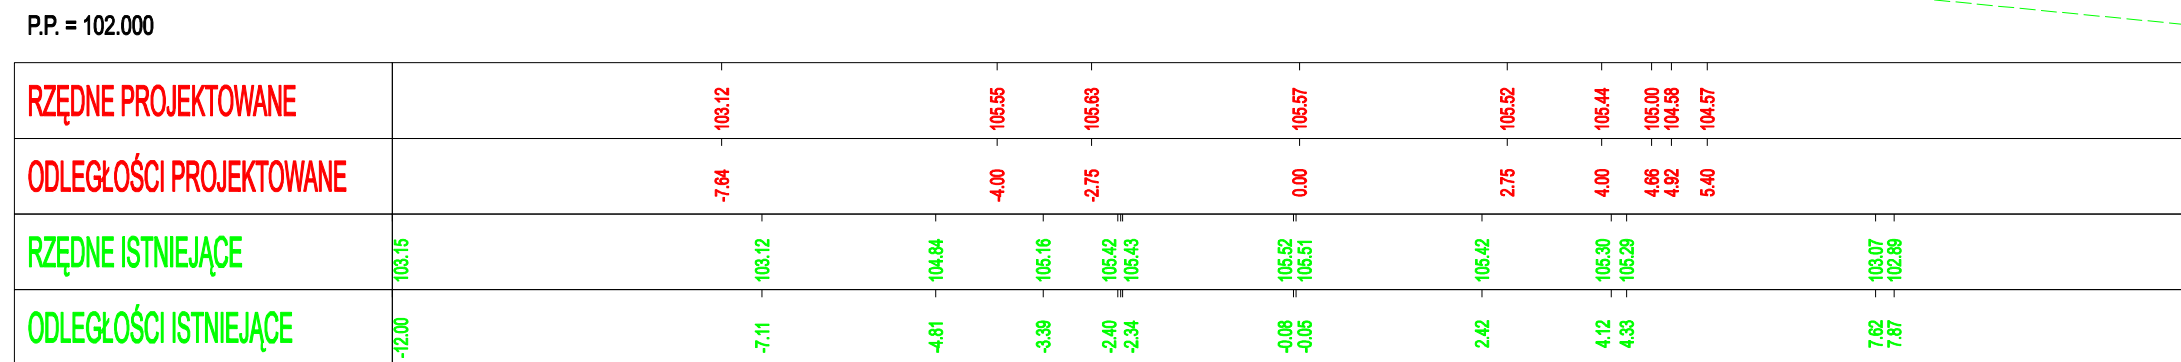 P.P. = 102.000
RZĘDNE PROJEKTOWANE 103.12 105.55 105.63 105.57 105.52 105.44 105.00 104.58 104.57
ODLEGŁOŚCI PROJEKTOWANE -7.64 -4.00 -2.75 0.00 2.75 4.00 4.66 4.92 5.40
RZĘDNE ISTNIEJĄCE 103.15 103.12 104.84 105.16 105.42 105.43 105.52 105.51 105.42 105.30 105.29 103.07 102.89
ODLEGŁOŚCI ISTNIEJĄCE -12.00 -7.11 -4.81 -3.39 -2.40 -2.34 -0.08 -0.05 2.42 4.12 4.33 7.62 7.87